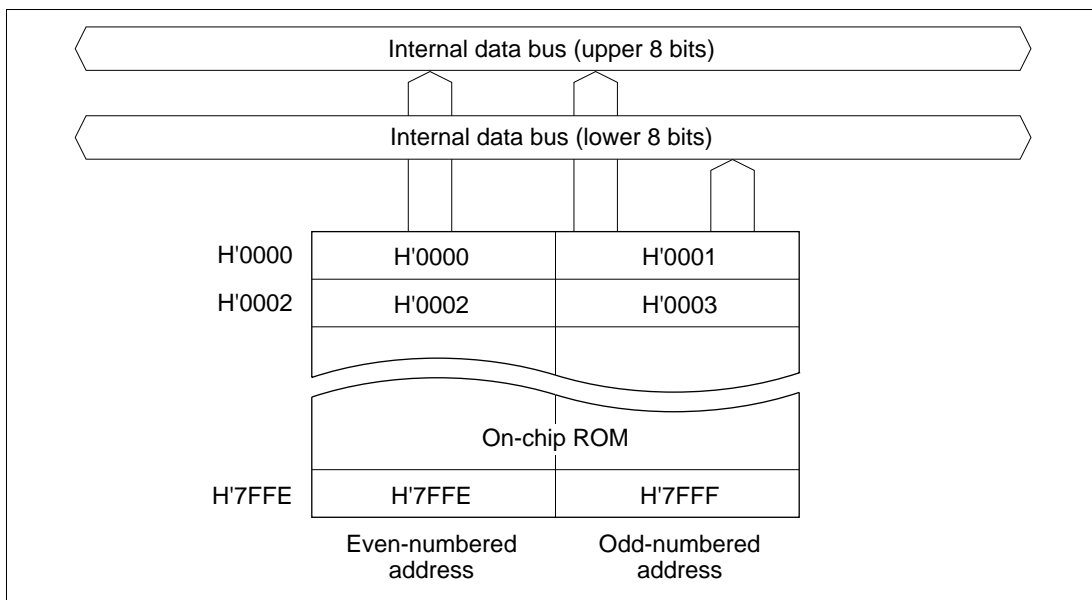 Internal data bus (upper 8 bits)
Internal data bus (lower 8 bits)
H'0000 H'0000 H'0001
H'0002 H'0002 H'0003
On-chip ROM
H'7FFE H'7FFE H'7FFF
Even-numbered address
Odd-numbered address